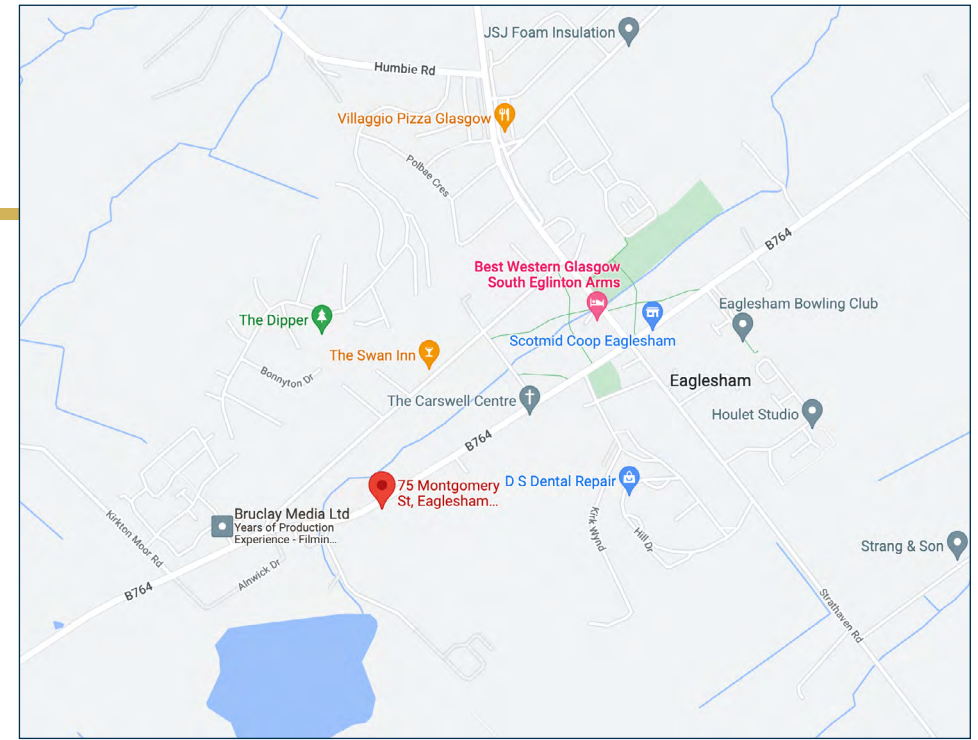 JSJ Foam Insulation
Humbie Rd
Villaggio Pizza Glasgow
Polbae Cres
B764
Best Western Glasgow
South Eglinton Arms
Eaglesham Bowling Club
The Dipper
Scotmid Coop Eaglesham
The Swan Inn
Bonnyton Dr
Eaglesham
The Carswell Centre
Houlet Studio
B764
75 Montgomery
St, Eaglesham...
D S Dental Repair
Bruclay Media Ltd
Years of Production
Experience - Filmin...
Kirkton Moor Rd
Kirk Wynd
Hill Dr
Strang & Son
Alnwick Dr
B764
Strathaven Rd